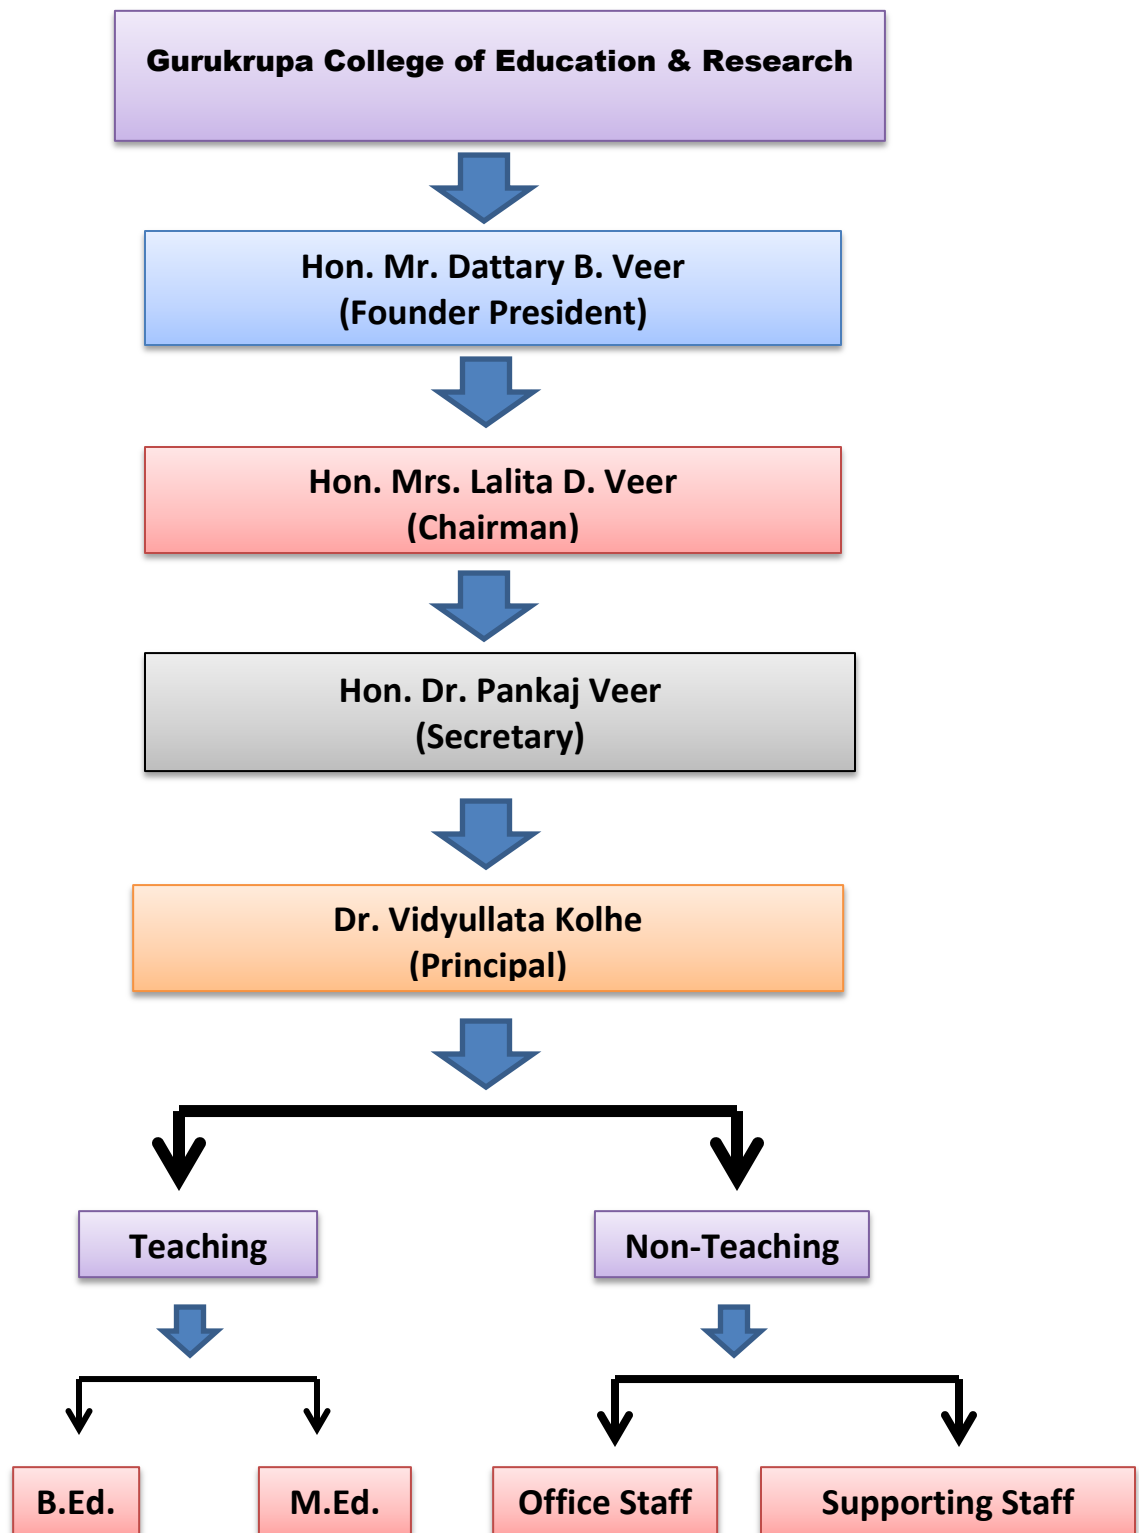 Gurukrupa College of Education & Research
Hon. Mr. Dattary B. Veer
(Founder President)
Hon. Mrs. Lalita D. Veer
(Chairman)
Hon. Dr. Pankaj Veer
(Secretary)
Dr. Vidyullata Kolhe
(Principal)
Teaching
Non-Teaching
B.Ed.
M.Ed.
Office Staff
Supporting Staff